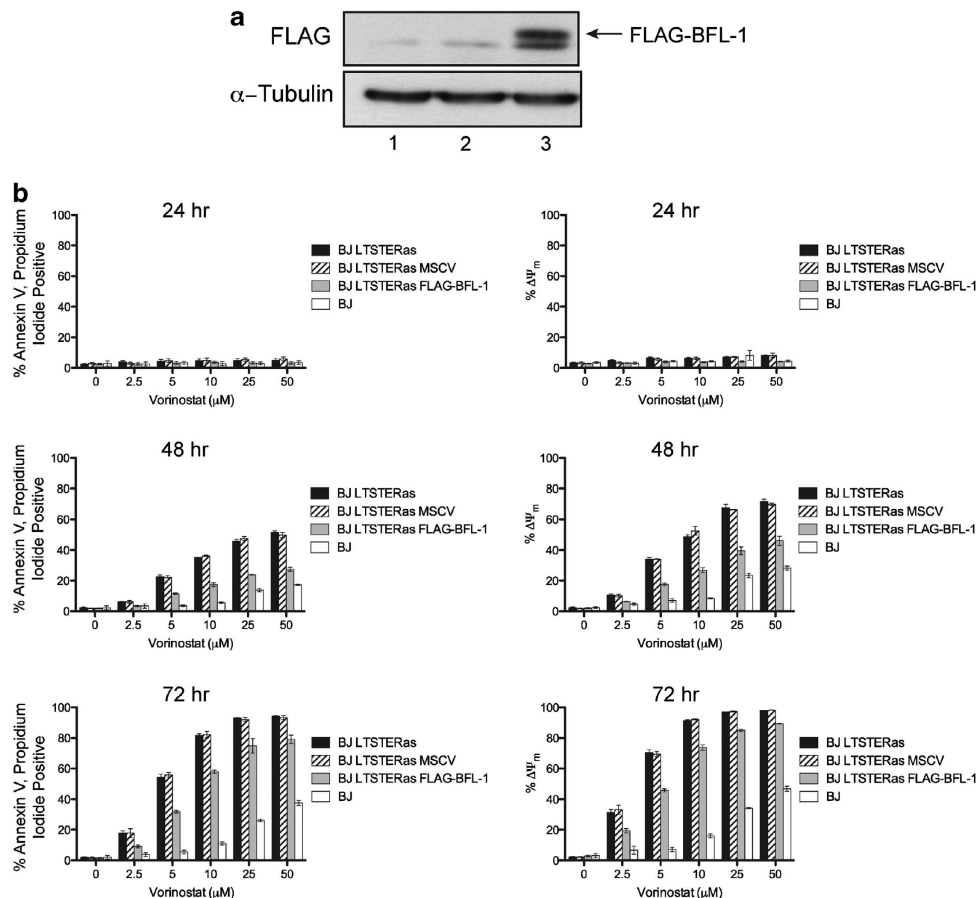 a
FLAG
FLAG-BFL-1
α–Tubulin
1 2 3
b
24 hr
% Annexin V, Propidium
Iodide Positive
100
80
60
40
20
0
BJ LTSTERas
BJ LTSTERas MSCV
BJ LTSTERas FLAG-BFL-1
BJ
0 2.5 5 10 25 50
Vorinostat (μM)
24 hr
% ΔΨm
100
80
60
40
20
0
BJ LTSTERas
BJ LTSTERas MSCV
BJ LTSTERas FLAG-BFL-1
BJ
0 2.5 5 10 25 50
Vorinostat (μM)
48 hr
% Annexin V, Propidium
Iodide Positive
100
80
60
40
20
0
BJ LTSTERas
BJ LTSTERas MSCV
BJ LTSTERas FLAG-BFL-1
BJ
0 2.5 5 10 25 50
Vorinostat (μM)
48 hr
% ΔΨm
100
80
60
40
20
0
BJ LTSTERas
BJ LTSTERas MSCV
BJ LTSTERas FLAG-BFL-1
BJ
0 2.5 5 10 25 50
Vorinostat (μM)
72 hr
% Annexin V, Propidium
Iodide Positive
100
80
60
40
20
0
BJ LTSTERas
BJ LTSTERas MSCV
BJ LTSTERas FLAG-BFL-1
BJ
0 2.5 5 10 25 50
Vorinostat (μM)
72 hr
% ΔΨm
100
80
60
40
20
0
BJ LTSTERas
BJ LTSTERas MSCV
BJ LTSTERas FLAG-BFL-1
BJ
0 2.5 5 10 25 50
Vorinostat (μM)